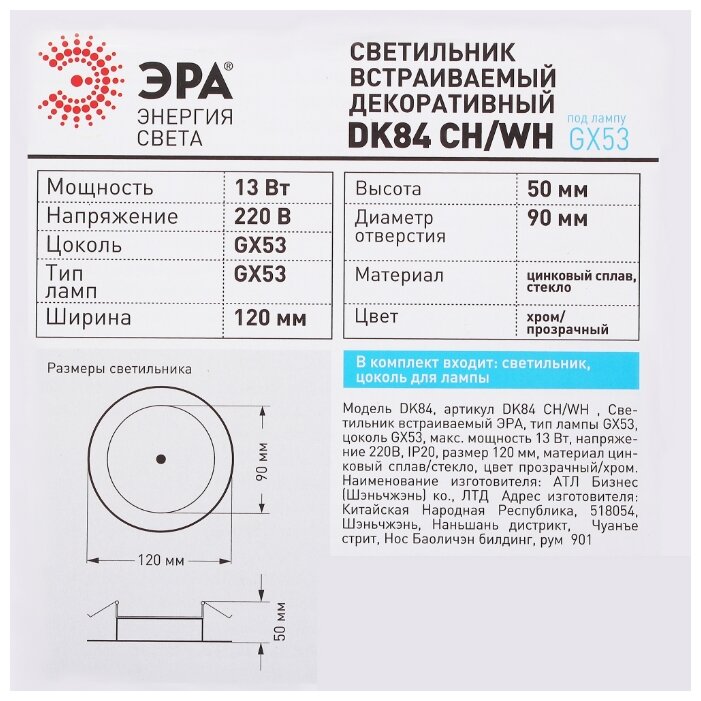 ЭРА®
ЭНЕРГИЯ
СВЕТА
СВЕТИЛЬНИК
ВСТРАИВАЕМЫЙ
ДЕКОРАТИВНЫЙ
DK84 CH/WH
под лампу
GX53
Мощность 13 Вт
Напряжение 220 В
Цоколь GX53
Тип GX53
ламп
Ширина 120 мм
Высота 50 мм
Диаметр 90 мм
отверстия
Материал цинковый сплав,
стекло
Цвет хром/
прозрачный
Размеры светильника
90 мм
120 мм
50 мм
В комплект входит: светильник,
цоколь для лампы
Модель DK84, артикул DK84 CH/WH , Све-
тильник встраиваемый ЭРА, тип лампы GX53,
цоколь GX53, макс. мощность 13 Вт, напряже-
ние 220В, IP20, размер 120 мм, материал цин-
ковый сплав/стекло, цвет прозрачный/хром.
Наименование изготовителя: АТЛ Бизнес
(Шэньчжэнь) ко., ЛТД Адрес изготовителя:
Китайская Народная Республика, 518054,
Шэньчжэнь, Наньшань дистрикт, Чуанъе
стрит, Нос Баоличэн билдинг, рум 901